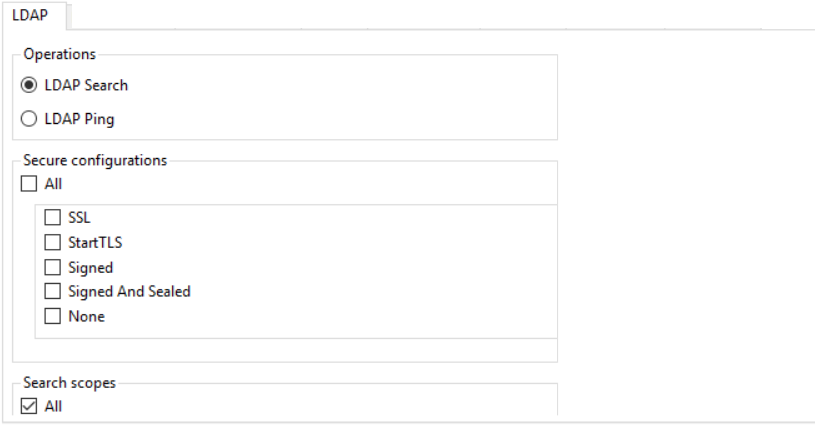 LDAP
Operations
LDAP Search
LDAP Ping
Secure configurations
All
SSL
StartTLS
Signed
Signed And Sealed
None
Search scopes
All